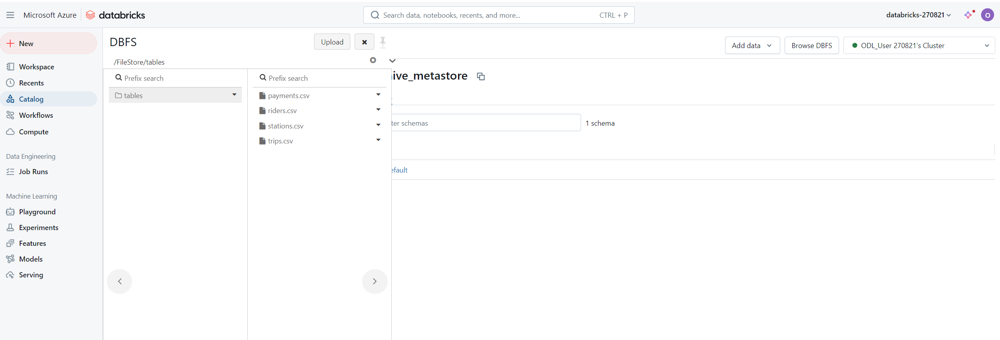 Microsoft Azure databricks
Search data, notebooks, recents, and more... CTRL + P
databricks-270821
O
New
Workspace
Recents
Catalog
Workflows
Compute
Data Engineering
Job Runs
Machine Learning
Playground
Experiments
Features
Models
Serving
DBFS
Upload
/FileStore/tables
Prefix search
tables
Prefix search
payments.csv
riders.csv
stations.csv
trips.csv
Add data
Browse DBFS
ODL_User 270821's Cluster
ive_metastore
ter schemas
1 schema
efault